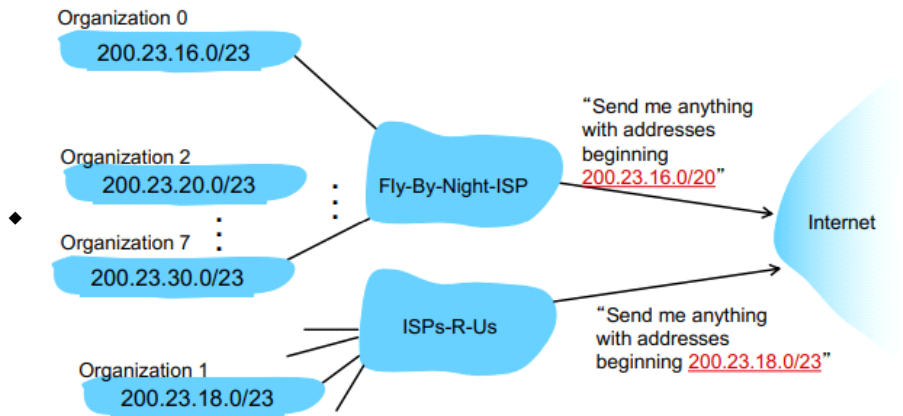 Organization 0
200.23.16.0/23
Organization 2
200.23.20.0/23
Organization 7
200.23.30.0/23
Fly-By-Night-ISP
“Send me anything
with addresses
beginning
200.23.16.0/20”
Internet
ISPs-R-Us
“Send me anything
with addresses
beginning 200.23.18.0/23”
Organization 1
200.23.18.0/23